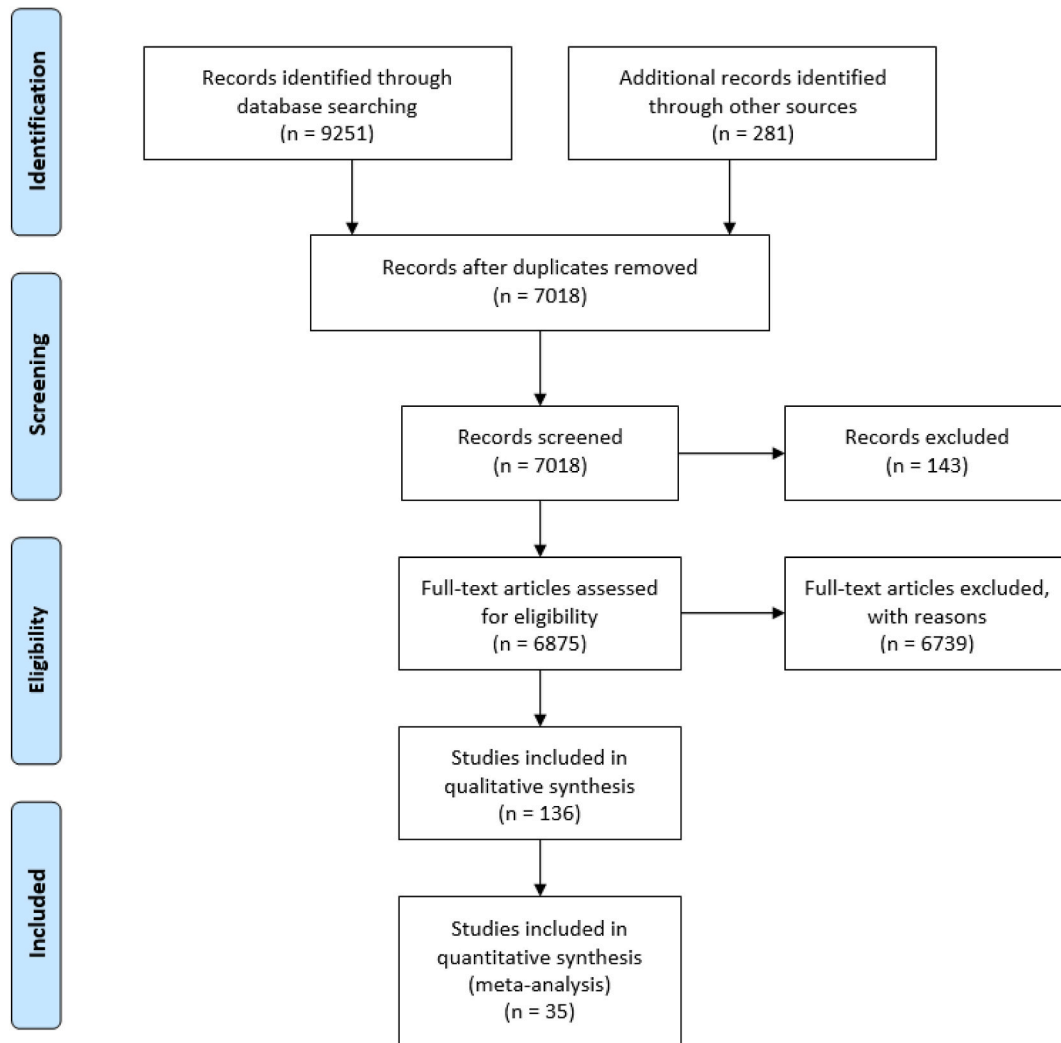 Identification
Records identified through
database searching
(n = 9251)
Additional records identified
through other sources
(n = 281)
Records after duplicates removed
(n = 7018)
Screening
Records screened
(n = 7018)
Records excluded
(n = 143)
Eligibility
Full-text articles assessed
for eligibility
(n = 6875)
Full-text articles excluded,
with reasons
(n = 6739)
Studies included in
qualitative synthesis
(n = 136)
Included
Studies included in
quantitative synthesis
(meta-analysis)
(n = 35)